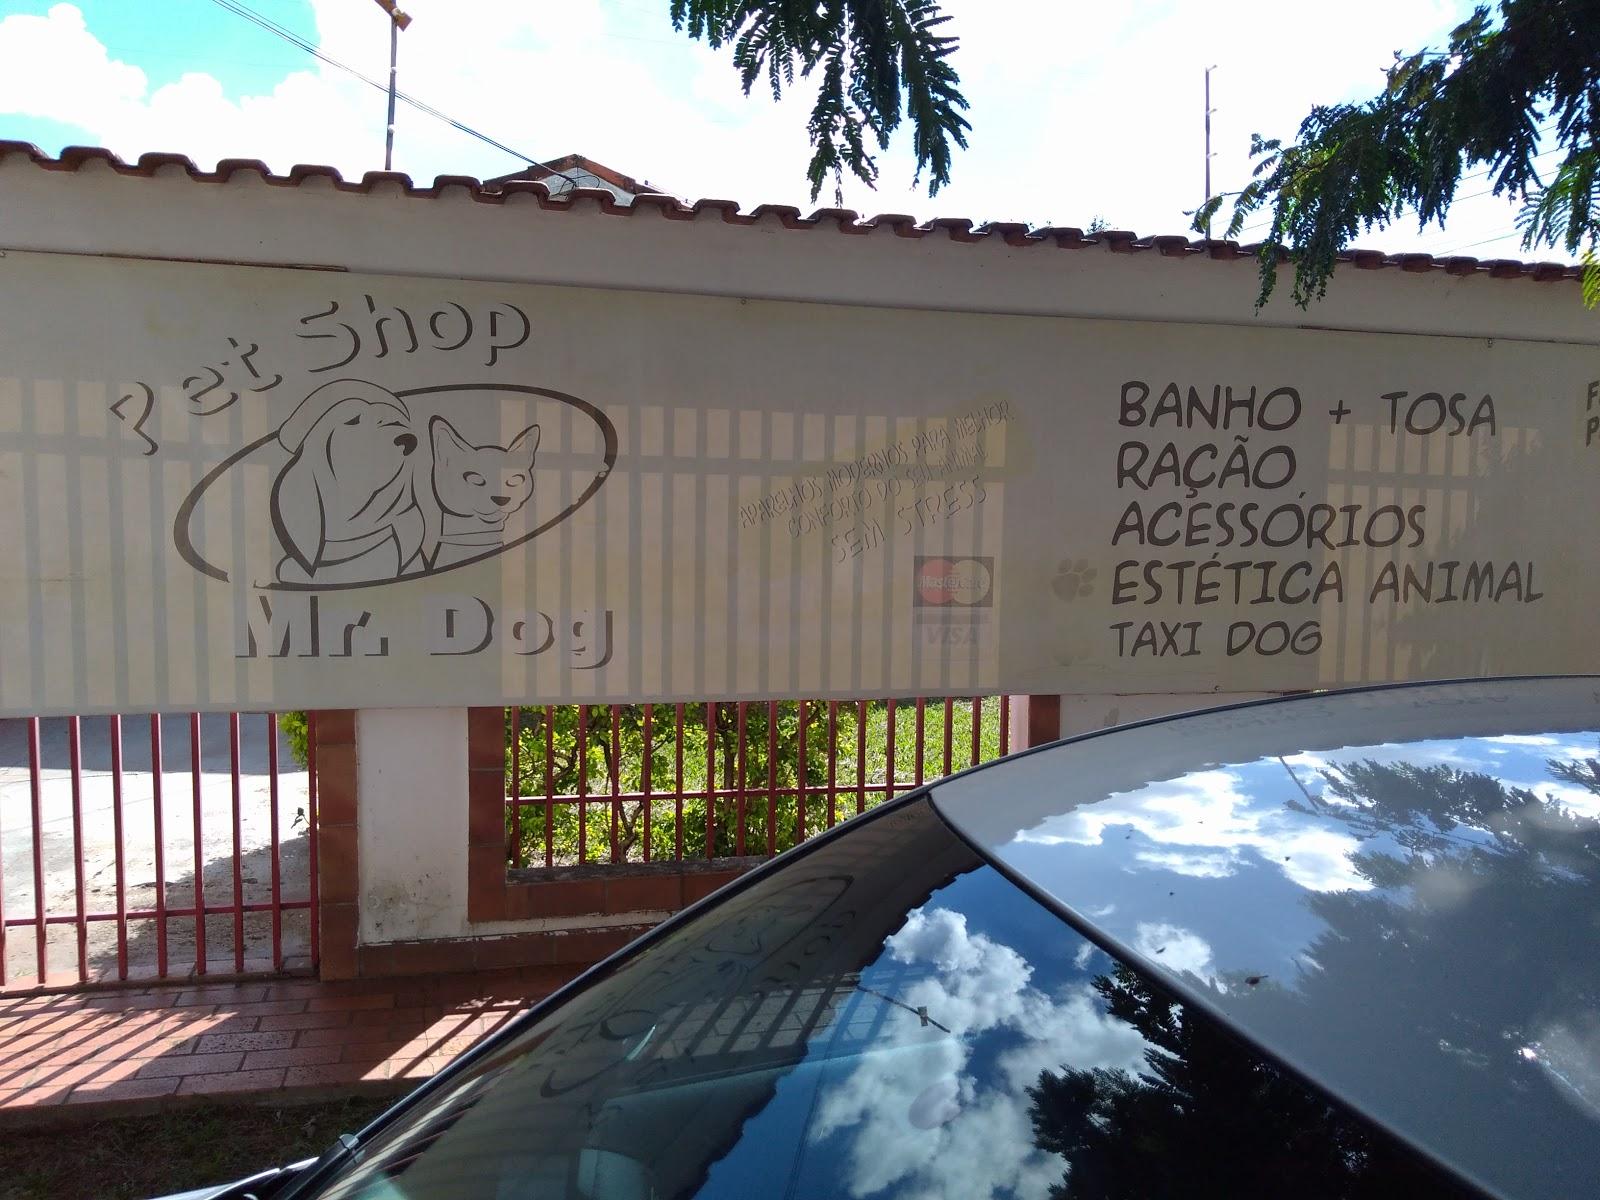 Pet Shop
Mr. Dog
APARELHOS MODERNOS PARA MELHOR
CONFORTO DO SEU ANIMAL
SEM STRESS
MasterCard
VISA
BANHO + TOSA
RAÇÃO
ACESSÓRIOS
ESTÉTICA ANIMAL
TAXI DOG